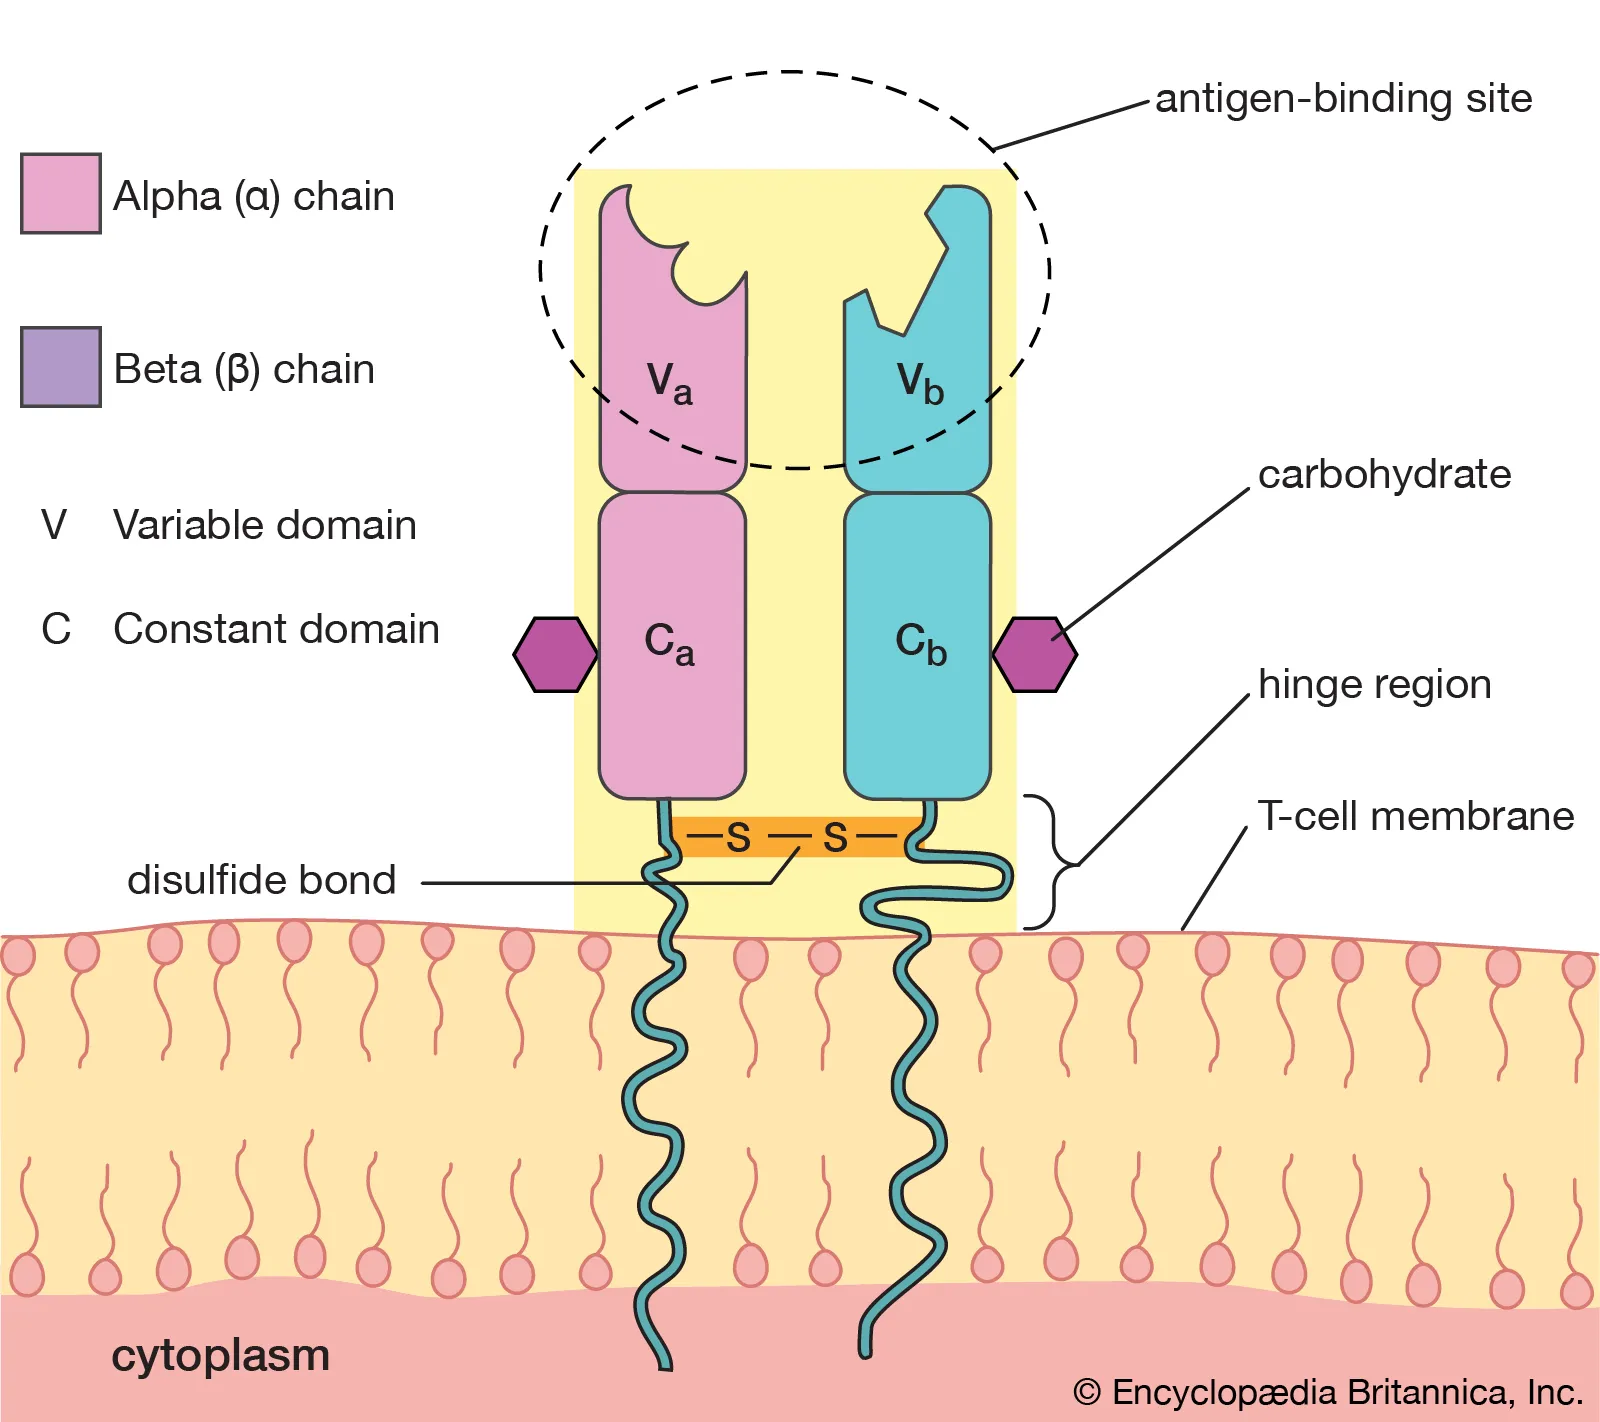 antigen-binding site
Alpha (α) chain
Beta (β) chain
Va
Vb
carbohydrate
V Variable domain
C Constant domain
Ca
Cb
hinge region
T-cell membrane
—S—S—
disulfide bond
cytoplasm
© Encyclopædia Britannica, Inc.